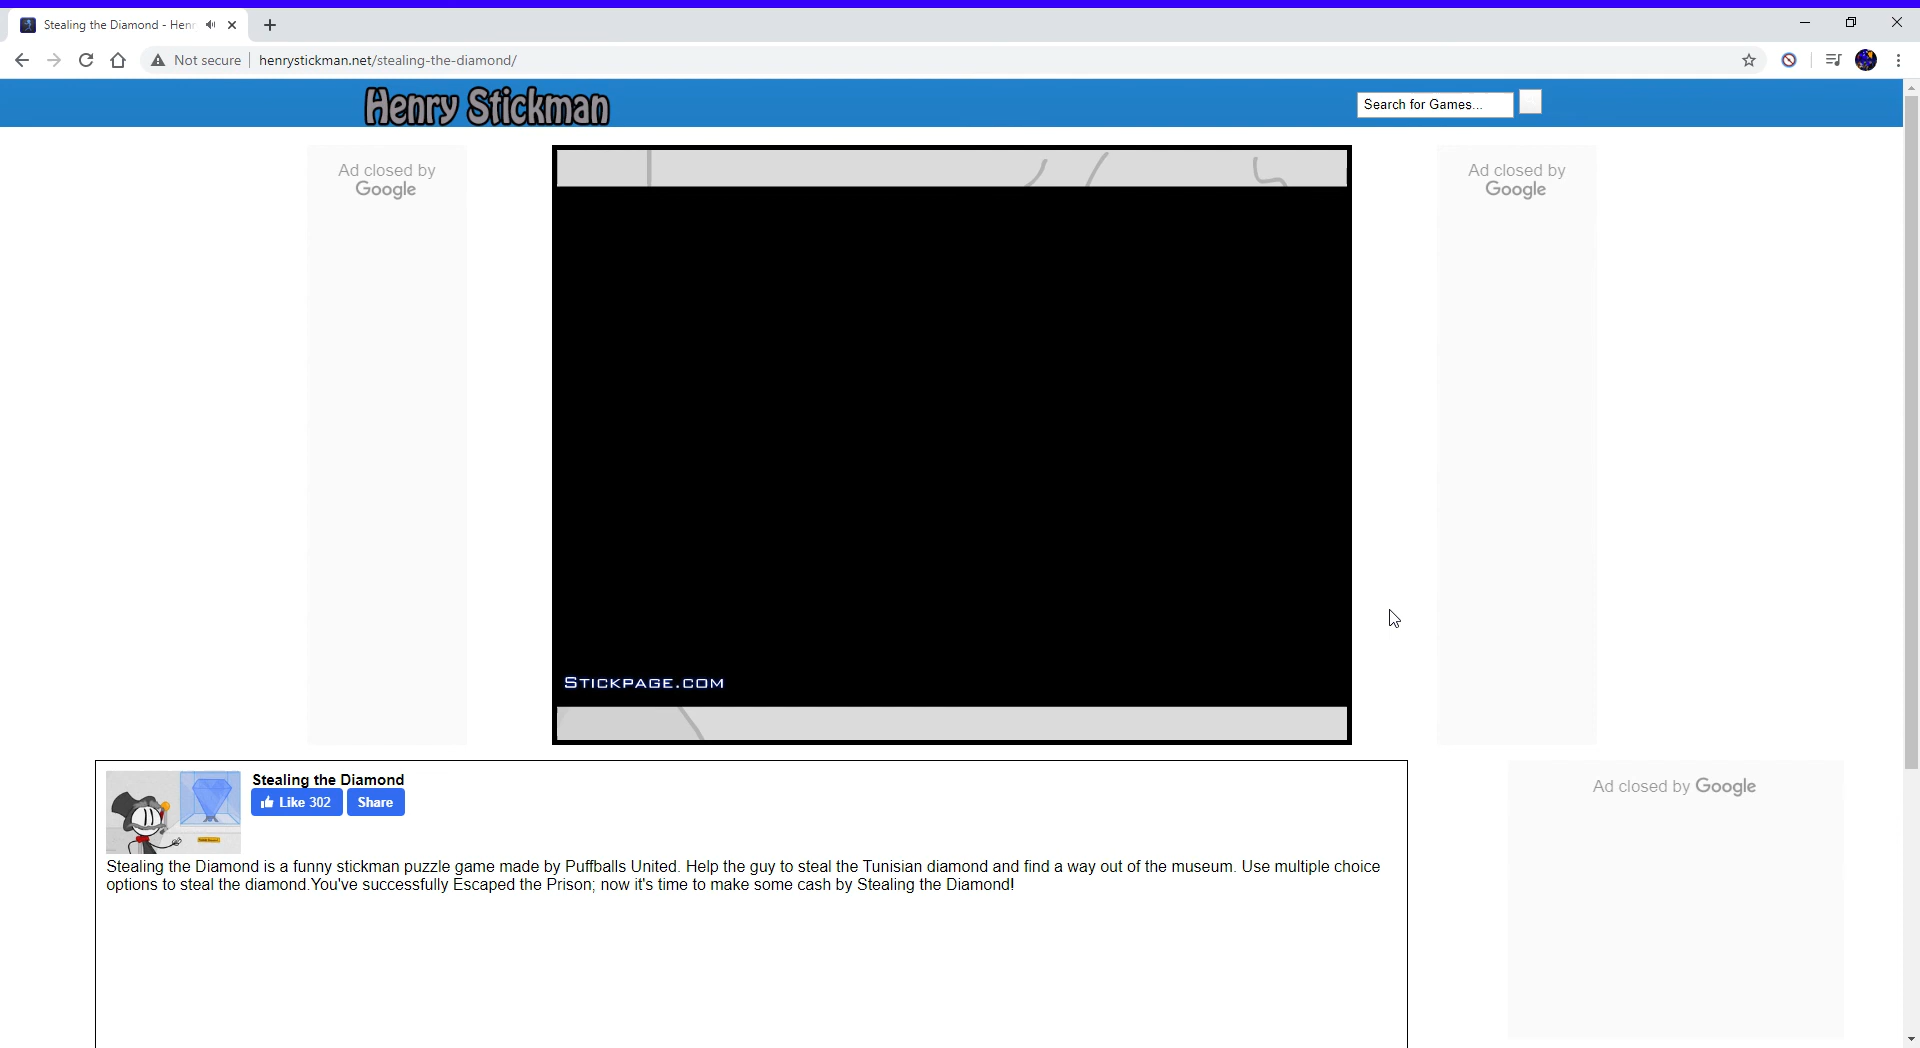 Stealing the Diamond - Henr
Not secure
henrystickman.net/stealing-the-diamond/
Henry Stickman
Search for Games...
Ad closed by
Google
Ad closed by
Google
STICKPAGE.COM
Stealing the Diamond
Like 302
Share
Ad closed by Google
Stealing the Diamond is a funny stickman puzzle game made by Puffballs United. Help the guy to steal the Tunisian diamond and find a way out of the museum. Use multiple choice
options to steal the diamond.You've successfully Escaped the Prison; now it's time to make some cash by Stealing the Diamond!